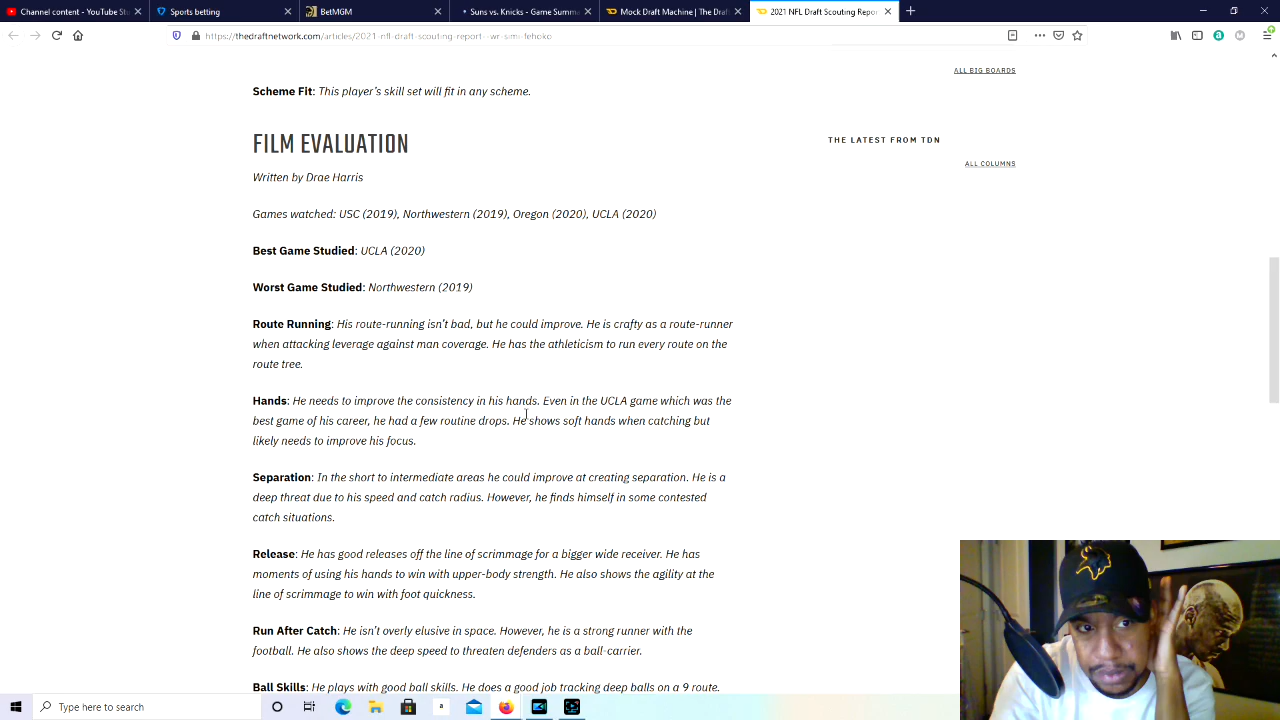 Channel content - YouTube St
Sports betting
BetMGM
Suns vs. Knicks - Game Summa
Mock Draft Machine | The Draf
2021 NFL Draft Scouting Repor
https://thedraftnetwork.com/articles/2021-nfl-draft-scouting-report--wr-simi-fehoko
ALL BIG BOARDS
Scheme Fit: This player's skill set will fit in any scheme.
FILM EVALUATION
THE LATEST FROM TDN
ALL COLUMNS
Written by Drae Harris
Games watched: USC (2019), Northwestern (2019), Oregon (2020), UCLA (2020)
Best Game Studied: UCLA (2020)
Worst Game Studied: Northwestern (2019)
Route Running: His route-running isn't bad, but he could improve. He is crafty as a route-runner
when attacking leverage against man coverage. He has the athleticism to run every route on the
route tree.
Hands: He needs to improve the consistency in his hands. Even in the UCLA game which was the
best game of his career, he had a few routine drops. He shows soft hands when catching but
likely needs to improve his focus.
Separation: In the short to intermediate areas he could improve at creating separation. He is a
deep threat due to his speed and catch radius. However, he finds himself in some contested
catch situations.
Release: He has good releases off the line of scrimmage for a bigger wide receiver. He has
moments of using his hands to win with upper-body strength. He also shows the agility at the
line of scrimmage to win with foot quickness.
Run After Catch: He isn't overly elusive in space. However, he is a strong runner with the
football. He also shows the deep speed to threaten defenders as a ball-carrier.
Ball Skills: He plays with good ball skills. He does a good job tracking deep balls on a 9 route.
Type here to search